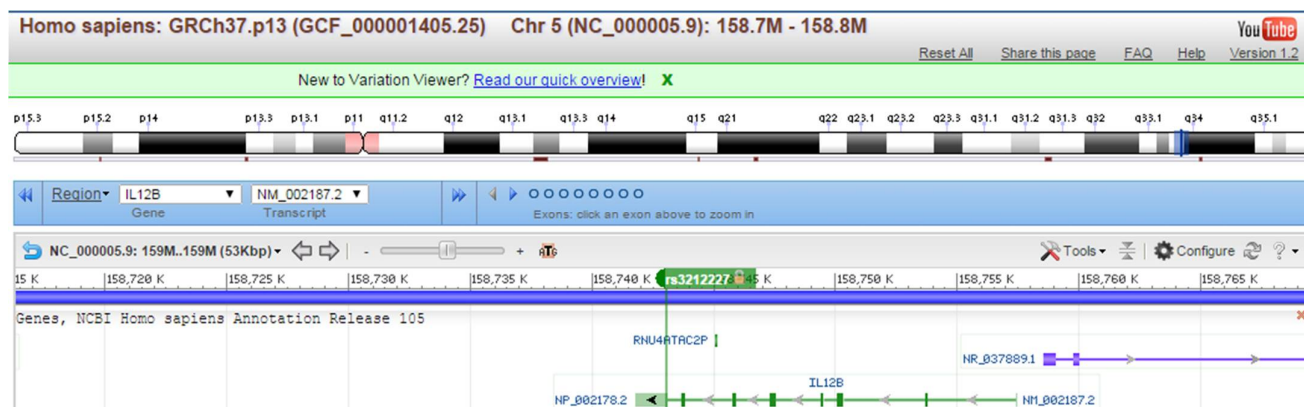 Homo sapiens: GRCh37.p13 (GCF_000001405.25) Chr 5 (NC_000005.9): 158.7M - 158.8M
YouTube
Reset All Share this page FAQ Help Version 1.2
New to Variation Viewer? Read our quick overview! X
p15.3 p15.2 p14 p13.3 p13.1 p11 q11.2 q12 q13.1 q13.3 q14 q15 q21 q22 q23.1 q23.2 q23.3 q31.1 q31.2 q31.3 q32 q33.1 q34 q35.1
Region IL12B NM_002187.2
Gene Transcript Exons: click an exon above to zoom in
NC_000005.9: 159M..159M (53Kbp) - + ATG Tools Configure ?
15 K 158,720 K 158,725 K 158,730 K 158,735 K 158,740 K rs3212227 45 K 158,750 K 158,755 K 158,760 K 158,765 K
Genes, NCBI Homo sapiens Annotation Release 105 x
RNU4ATAC2P
NR_037889.1
IL12B
NP_002178.2 NM_002187.2